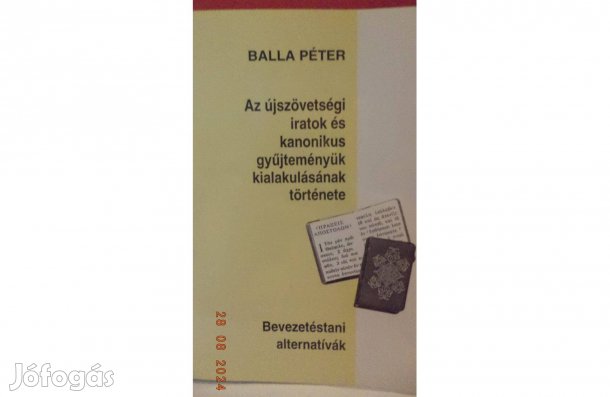 BALLA PÉTER
Az újszövetségi
iratok és
kanonikus
gyűjteményük
kialakulásának
története
Bevezetéstani
alternatívák
28 08 2024
Jófogás